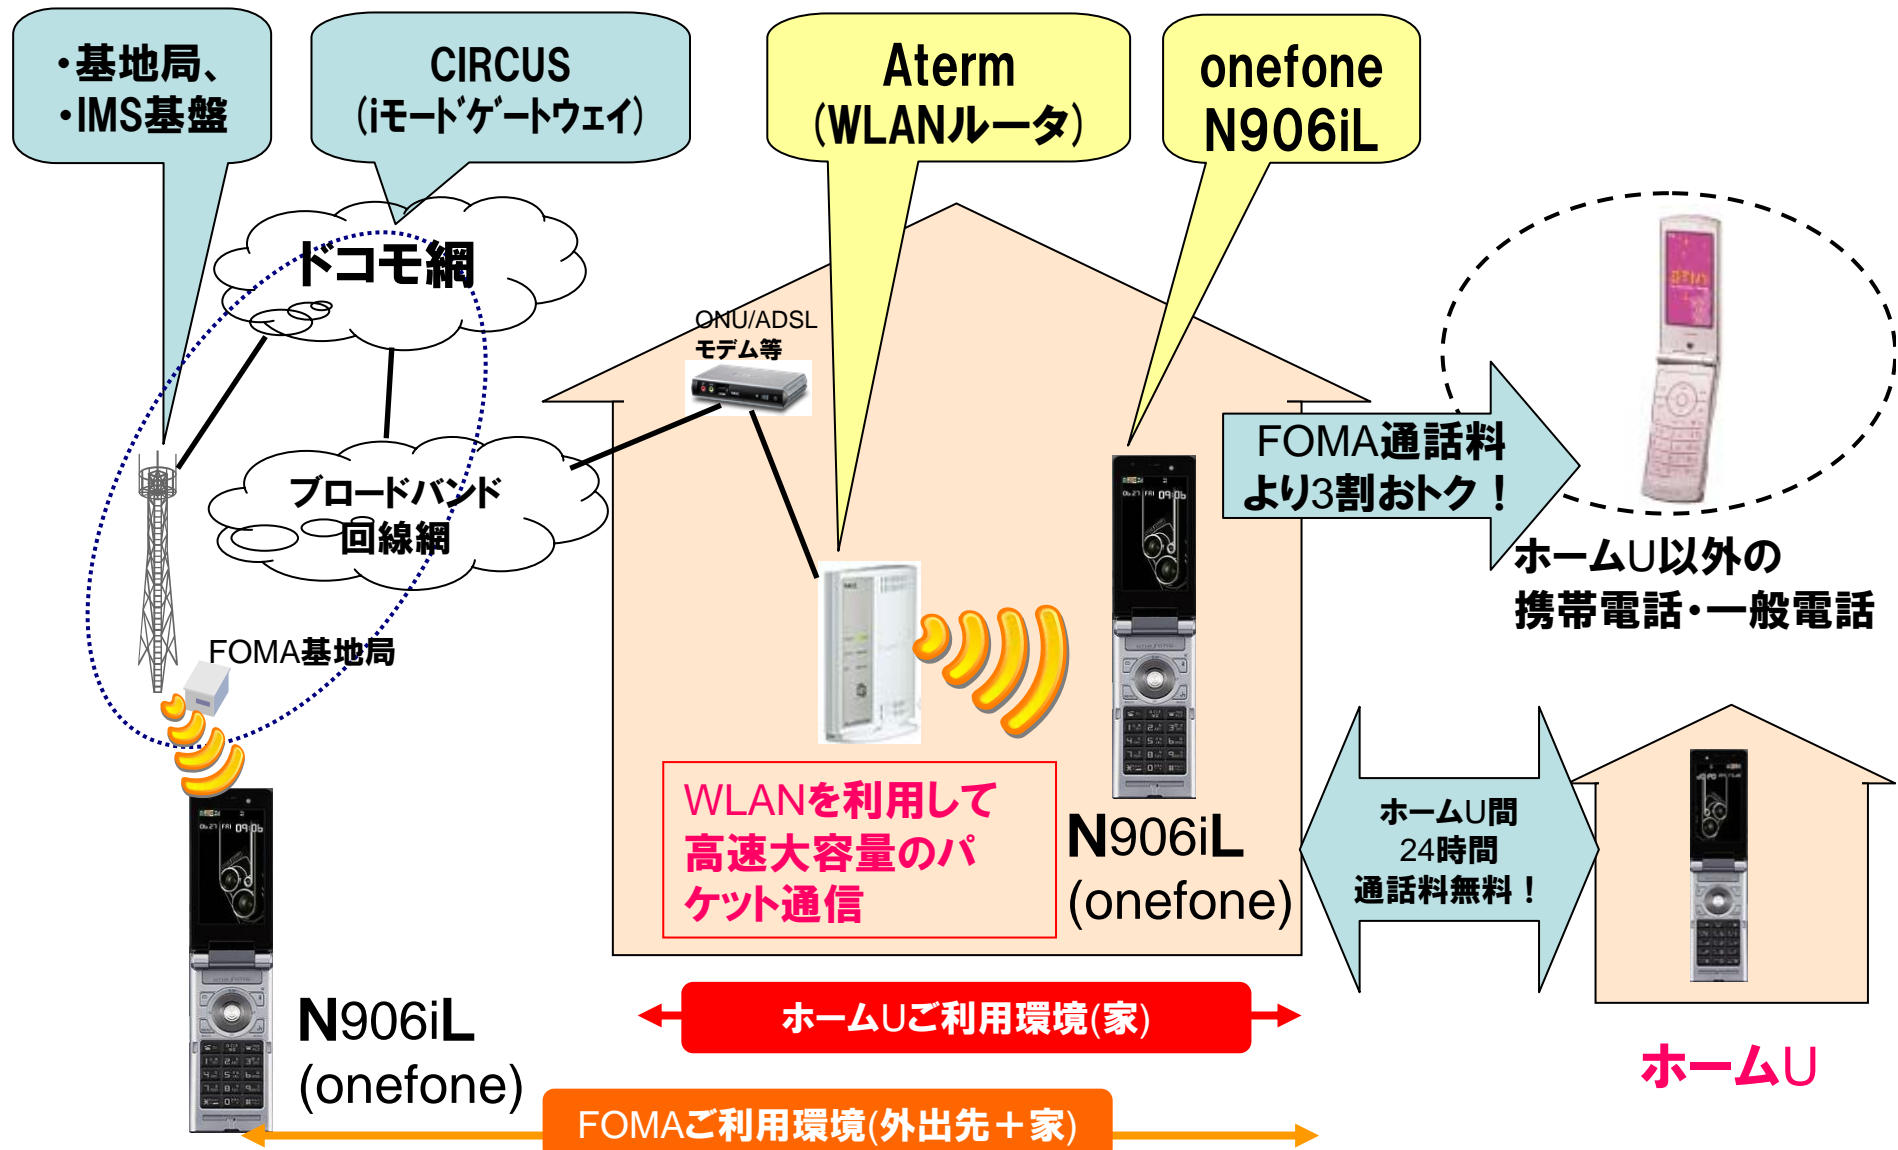 ・基地局、
・IMS基盤
CIRCUS
(iモードゲートウェイ)
Aterm
(WLANルータ)
onefone
N906iL
ドコモ網
ONU/ADSL
モデム等
ブロードバンド
回線網
FOMA基地局
FOMA通話料
より3割おトク！
ホームU以外の
携帯電話・一般電話
WLANを利用して
高速大容量のパ
ケット通信
N906iL
(onefone)
ホームU間
24時間
通話料無料！
N906iL
(onefone)
ホームUご利用環境(家)
ホームU
FOMAご利用環境(外出先＋家)